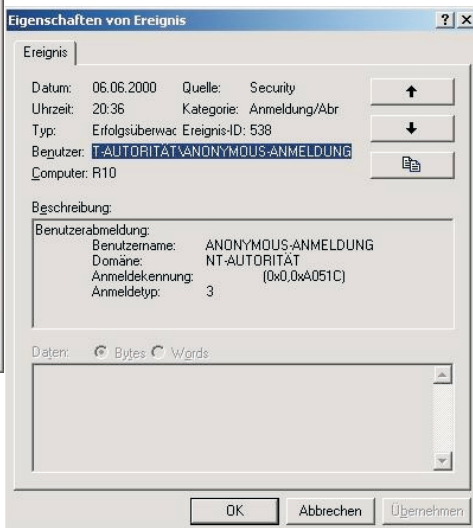 Eigenschaften von Ereignis
Ereignis
Datum: 06.06.2000 Quelle: Security
Uhrzeit: 20:36 Kategorie: Anmeldung/Abr
Typ: Erfolgsüberwac Ereignis-ID: 538
Benutzer: T-AUTORITÄT\ANONYMOUS-ANMELDUNG
Computer: R10
Beschreibung:
Benutzerabmeldung:
Benutzername: ANONYMOUS-ANMELDUNG
Domäne: NT-AUTORITÄT
Anmeldekennung: (0x0,0xA051C)
Anmeldetyp: 3
Daten: Bytes Words
OK Abbrechen Übernehmen